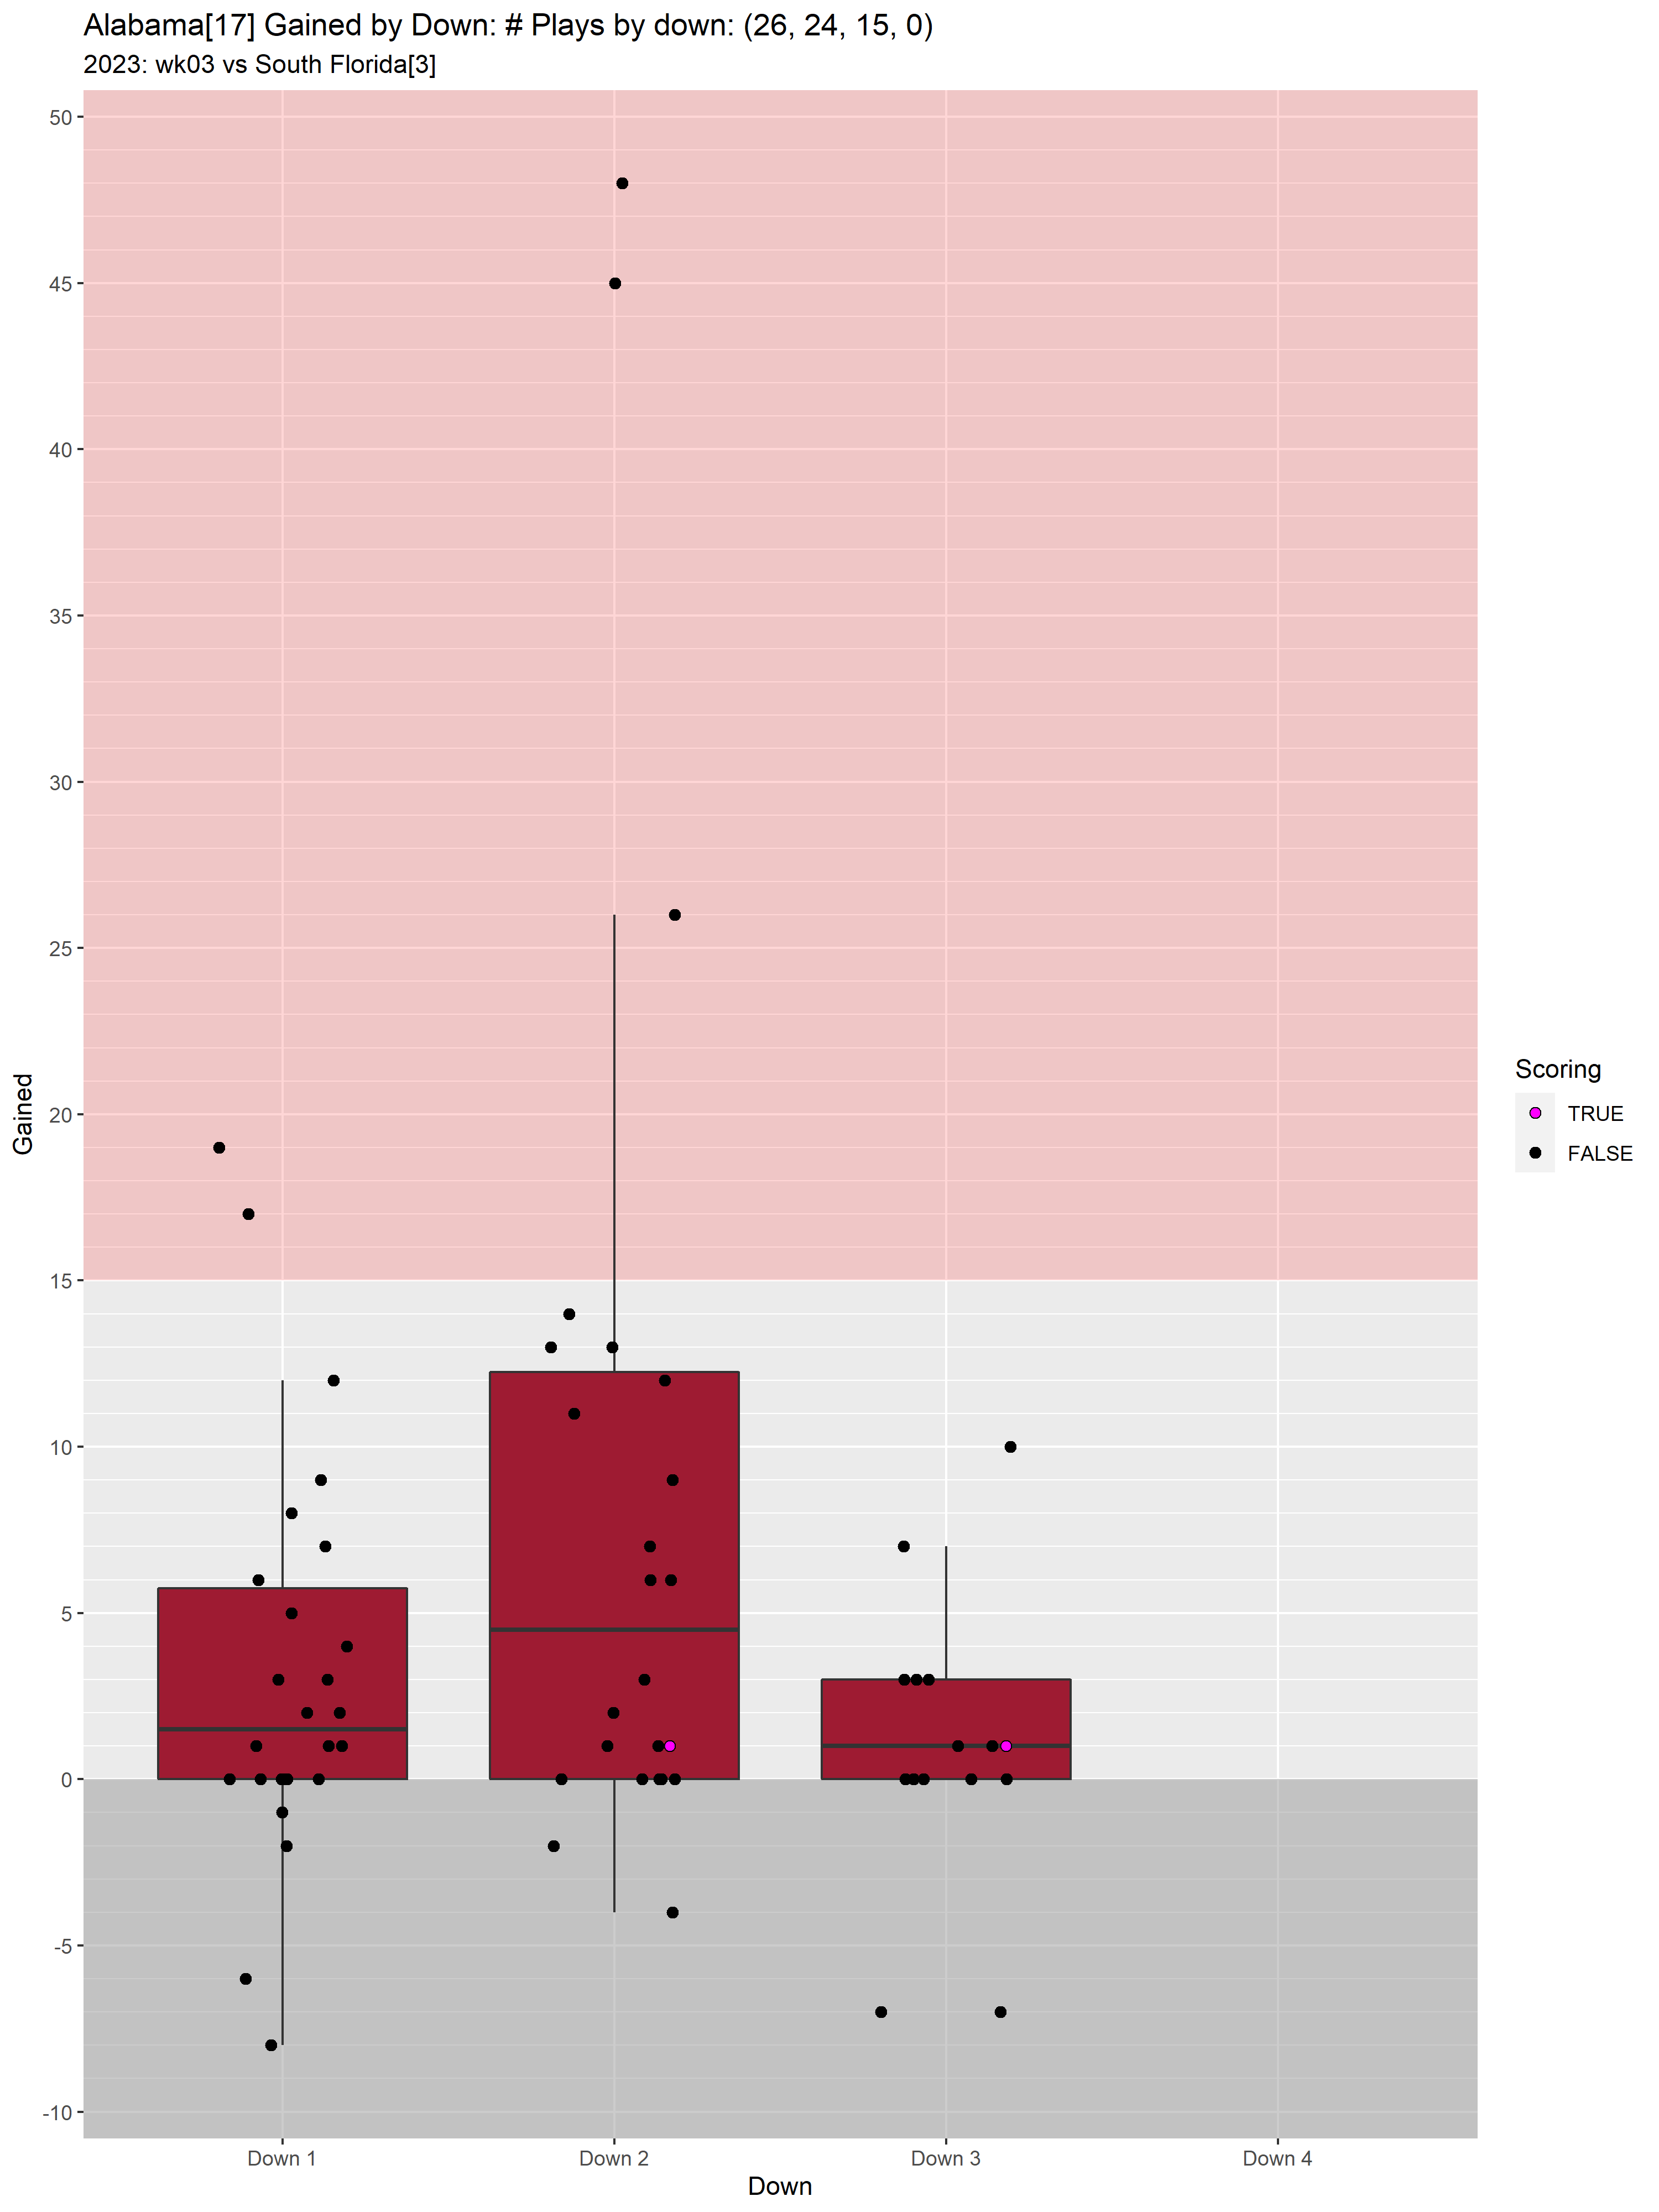 Alabama[17] Gained by Down: # Plays by down: (26, 24, 15, 0)
2023: wk03 vs South Florida[3]
50
45
40
35
30
25
20
15
10
5
0
-5
-10
Gained
Down 1
Down 2
Down 3
Down 4
Down
Scoring
TRUE
FALSE